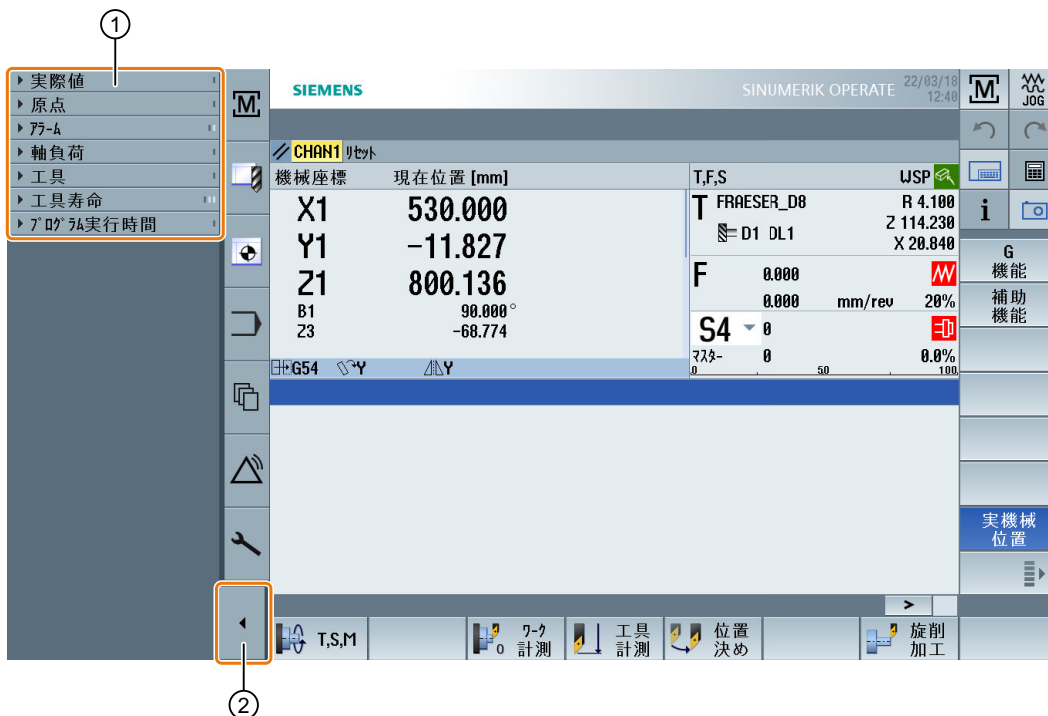 1
実際値
原点
ｱﾗｰﾑ
軸負荷
工具
工具寿命
ﾌﾟﾛｸﾞﾗﾑ実行時間
M
SIEMENS
SINUMERIK OPERATE
22/03/18
12:40
M
JOG
CHAN1 ﾘｾｯﾄ
機械座標 現在位置 [mm]
X1 530.000
Y1 -11.827
Z1 800.136
B1 90.000°
Z3 -68.774
G54 Y Y
T,F,S WSP
T FRAESER_D8 R 4.100
D1 DL1 Z 114.230
X 20.840
F 0.000
0.000 mm/rev 20%
S4 0
ﾏｽﾀｰ 0 0.0%
0 50 100
i
G
機能
補助
機能
実機械
位置
>
T,S,M
0
ﾜｰｸ
計測
工具
計測
位置
決め
旋削
加工
2